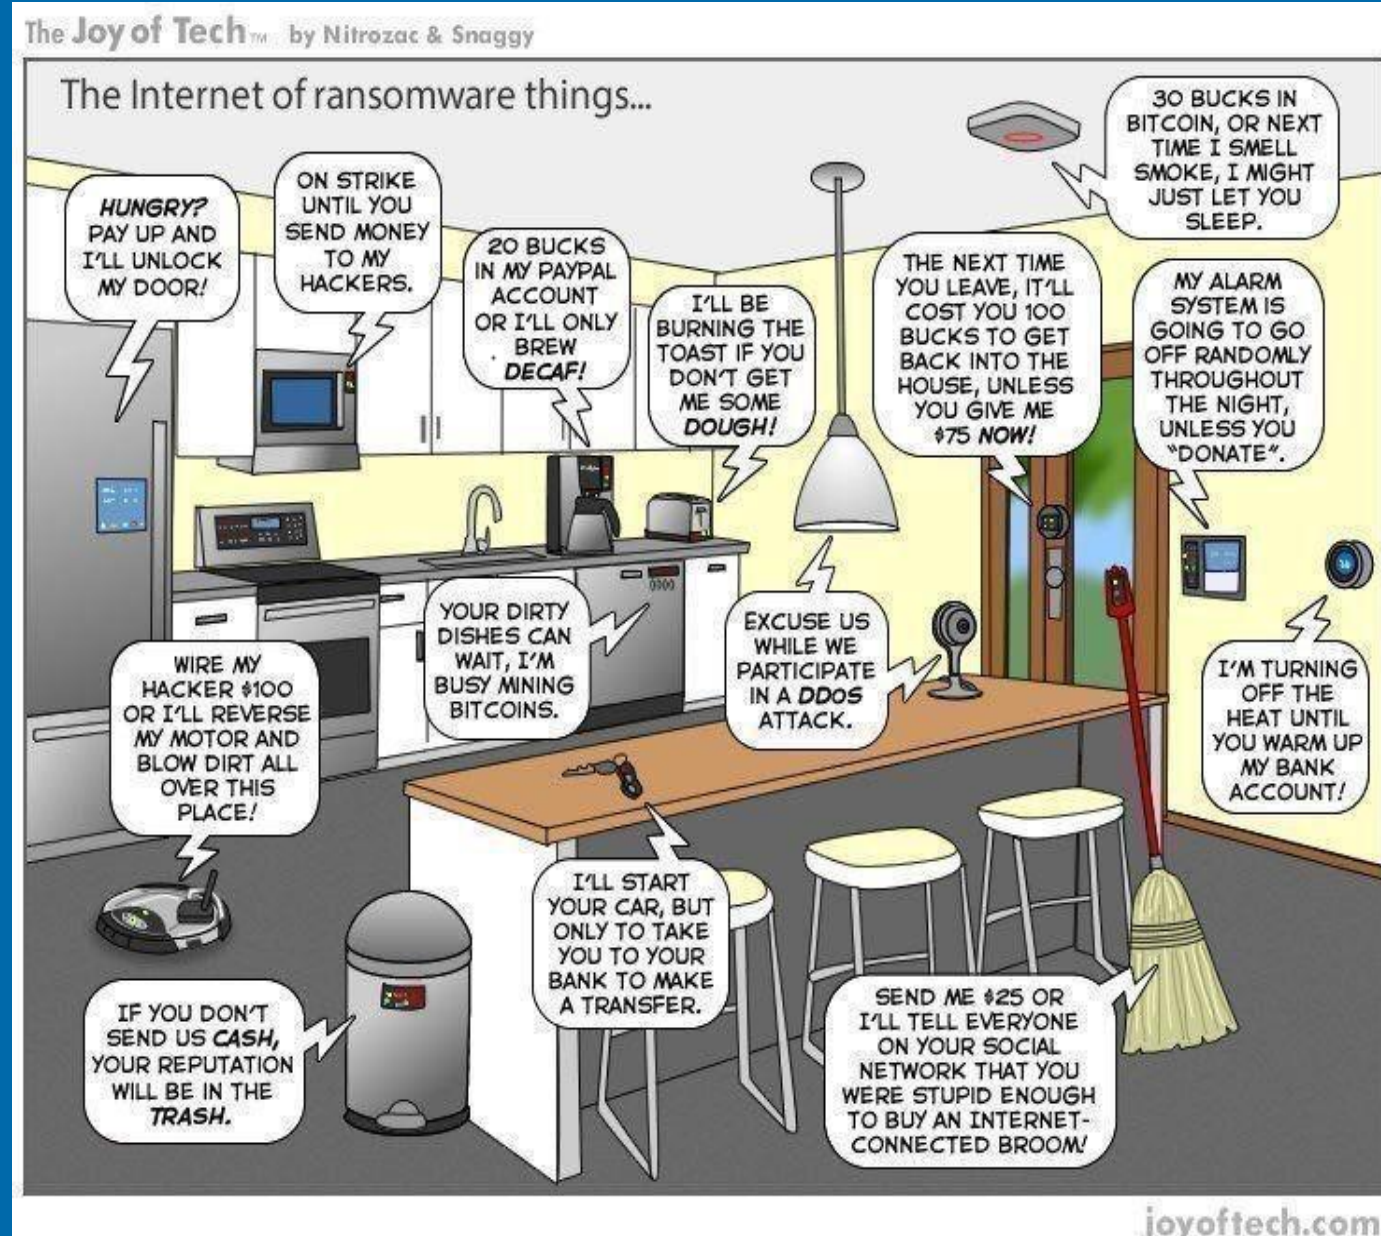 The Joy of Tech™ by Nitrozac & Snaggy
The Internet of ransomware things...
HUNGRY?
PAY UP AND
I'LL UNLOCK
MY DOOR!
ON STRIKE
UNTIL YOU
SEND MONEY
TO MY
HACKERS.
20 BUCKS
IN MY PAYPAL
ACCOUNT
OR I'LL ONLY
BREW
DECAF!
I'LL BE
BURNING THE
TOAST IF YOU
DON'T GET
ME SOME
DOUGH!
THE NEXT TIME
YOU LEAVE, IT'LL
COST YOU 100
BUCKS TO GET
BACK INTO THE
HOUSE, UNLESS
YOU GIVE ME
$75 NOW!
30 BUCKS IN
BITCOIN, OR NEXT
TIME I SMELL
SMOKE, I MIGHT
JUST LET YOU
SLEEP.
MY ALARM
SYSTEM IS
GOING TO GO
OFF RANDOMLY
THROUGHOUT
THE NIGHT,
UNLESS YOU
"DONATE".
WIRE MY
HACKER $100
OR I'LL REVERSE
MY MOTOR AND
BLOW DIRT ALL
OVER THIS
PLACE!
YOUR DIRTY
DISHES CAN
WAIT, I'M
BUSY MINING
BITCOINS.
EXCUSE US
WHILE WE
PARTICIPATE
IN A DDOS
ATTACK.
I'M TURNING
OFF THE
HEAT UNTIL
YOU WARM UP
MY BANK
ACCOUNT!
IF YOU DON'T
SEND US CASH,
YOUR REPUTATION
WILL BE IN THE
TRASH.
I'LL START
YOUR CAR, BUT
ONLY TO TAKE
YOU TO YOUR
BANK TO MAKE
A TRANSFER.
SEND ME $25 OR
I'LL TELL EVERYONE
ON YOUR SOCIAL
NETWORK THAT YOU
WERE STUPID ENOUGH
TO BUY AN INTERNET-
CONNECTED BROOM!
joyoftech.com